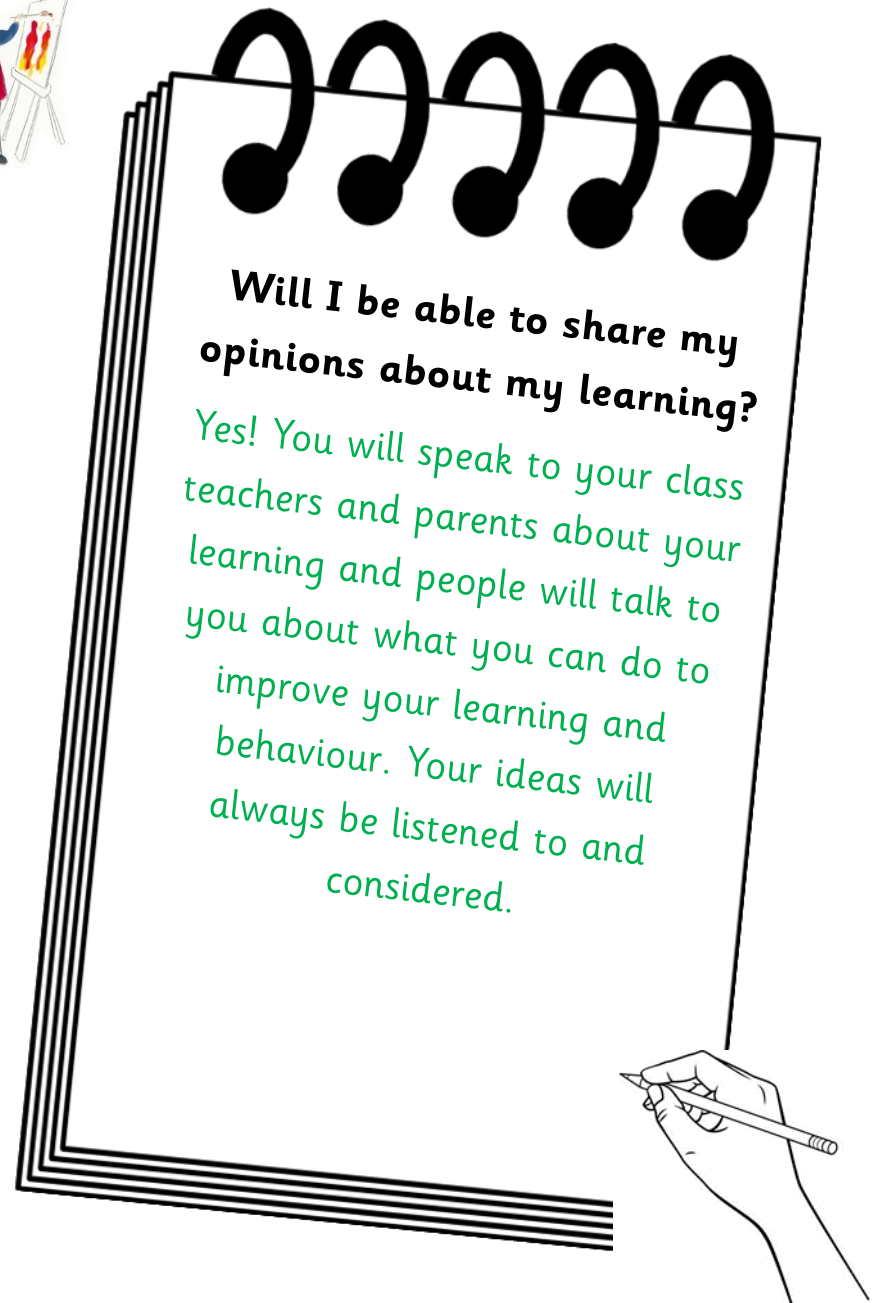 Will I be able to share my
opinions about my learning?
Yes! You will speak to your class
teachers and parents about your
learning and people will talk to
you about what you can do to
improve your learning and
behaviour. Your ideas will
always be listened to and
considered.